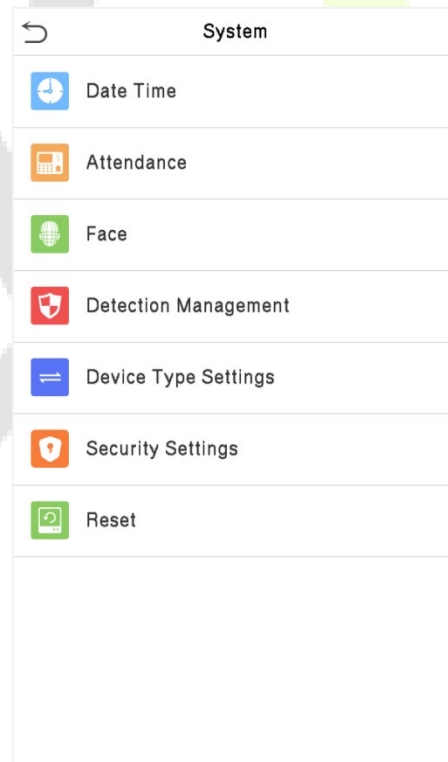 System
Date Time
Attendance
Face
Detection Management
Device Type Settings
Security Settings
Reset